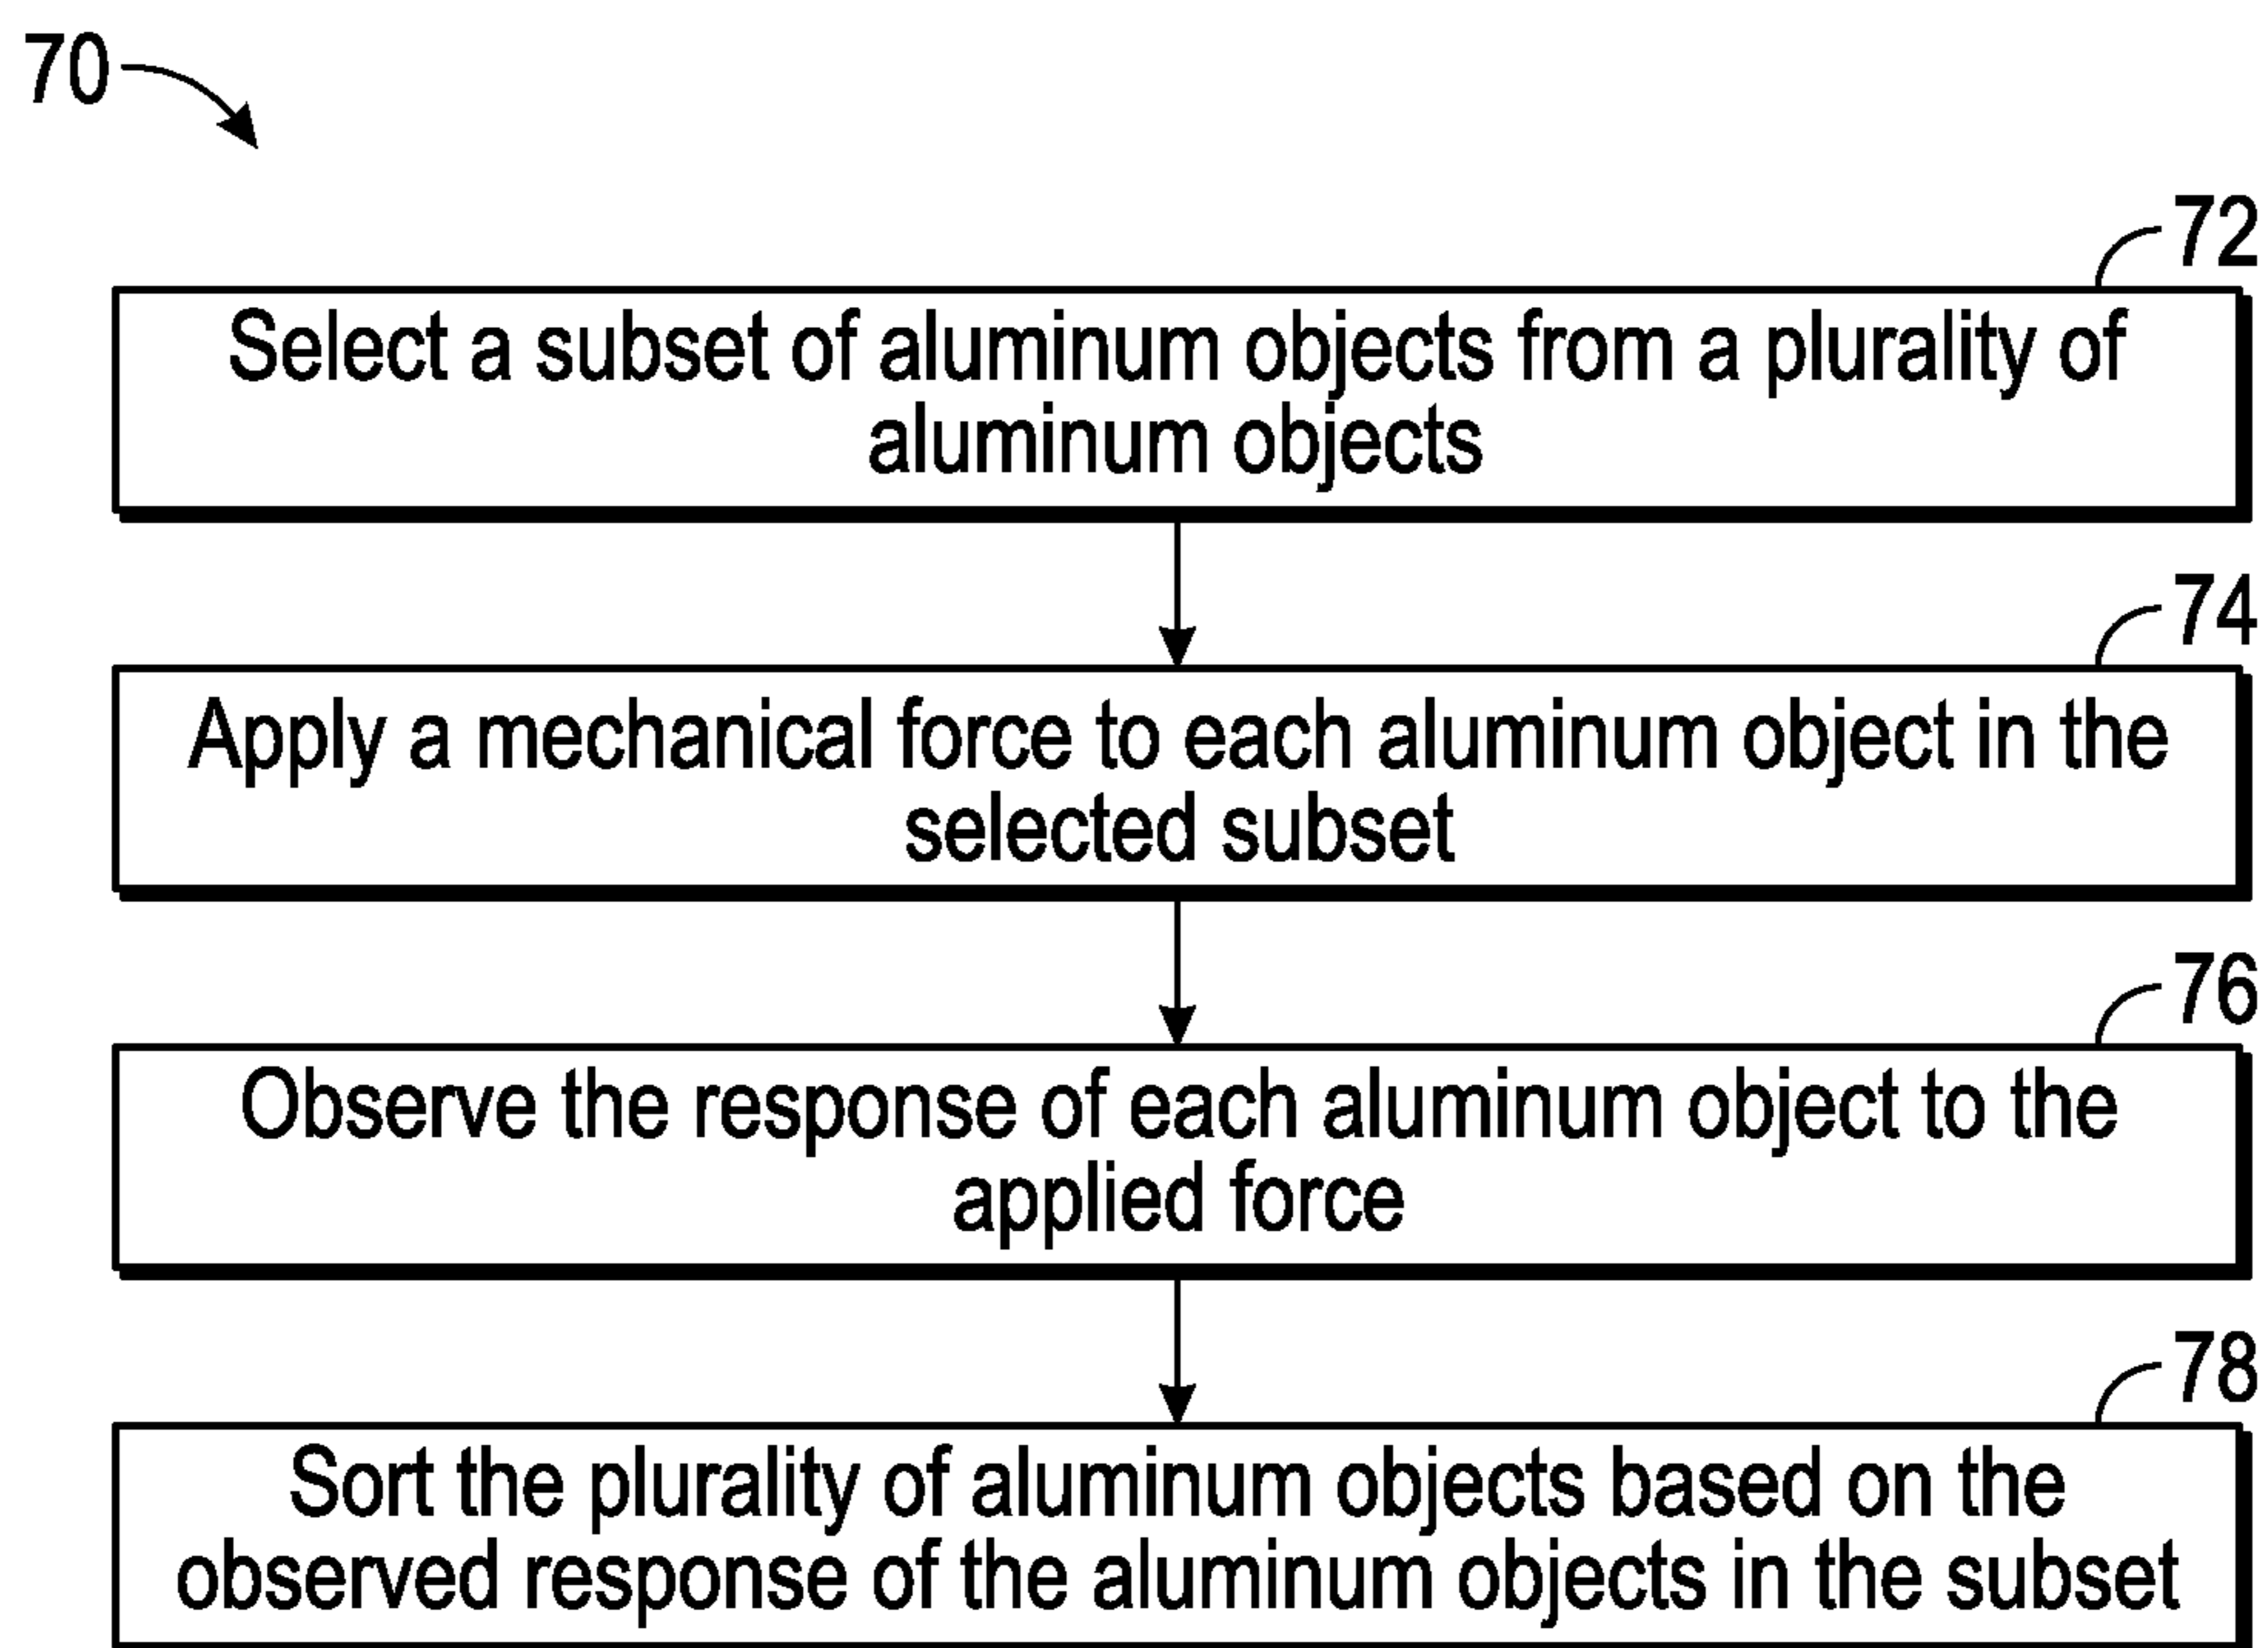 70
72
Select a subset of aluminum objects from a plurality of
aluminum objects
74
Apply a mechanical force to each aluminum object in the
selected subset
76
Observe the response of each aluminum object to the
applied force
78
Sort the plurality of aluminum objects based on the
observed response of the aluminum objects in the subset